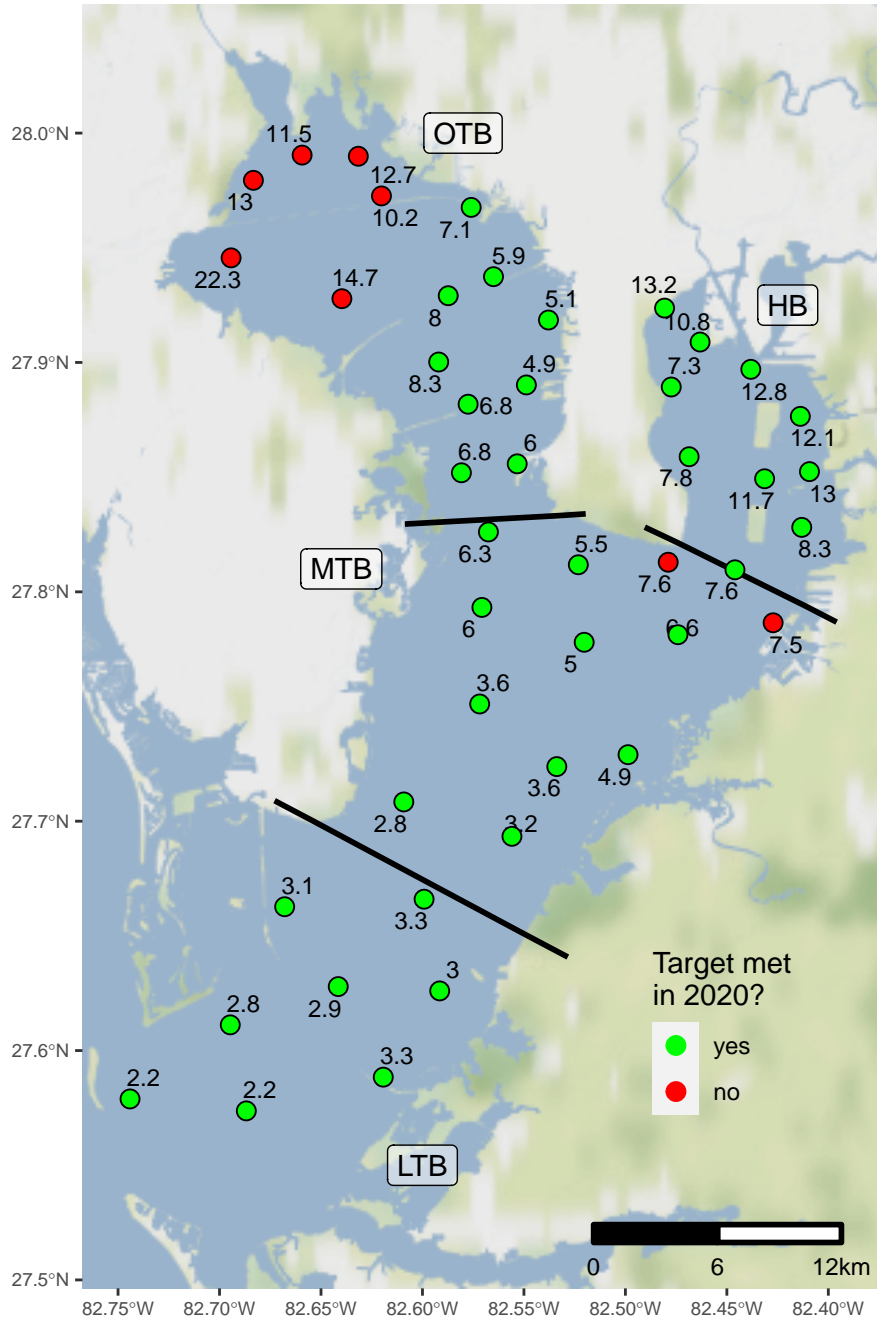 11.5
OTB
28.0°N
12.7
13
10.2
7.1
5.9
22.3
14.7
13.2
8
5.1
10.8
HB
27.9°N
7.3
4.9
8.3
12.8
6.8
12.1
6.8
6
7.8
11.7
13
6.3
5.5
8.3
MTB
7.6
7.6
27.8°N
6
6.6
5
7.5
3.6
3.6
4.9
27.7°N
2.8
3.2
3.1
3.3
Target met
in 2020?
3
2.9
2.8
yes
27.6°N
3.3
no
2.2
2.2
LTB
0 6 12km
27.5°N
82.75°W 82.70°W 82.65°W 82.60°W 82.55°W 82.50°W 82.45°W 82.40°W